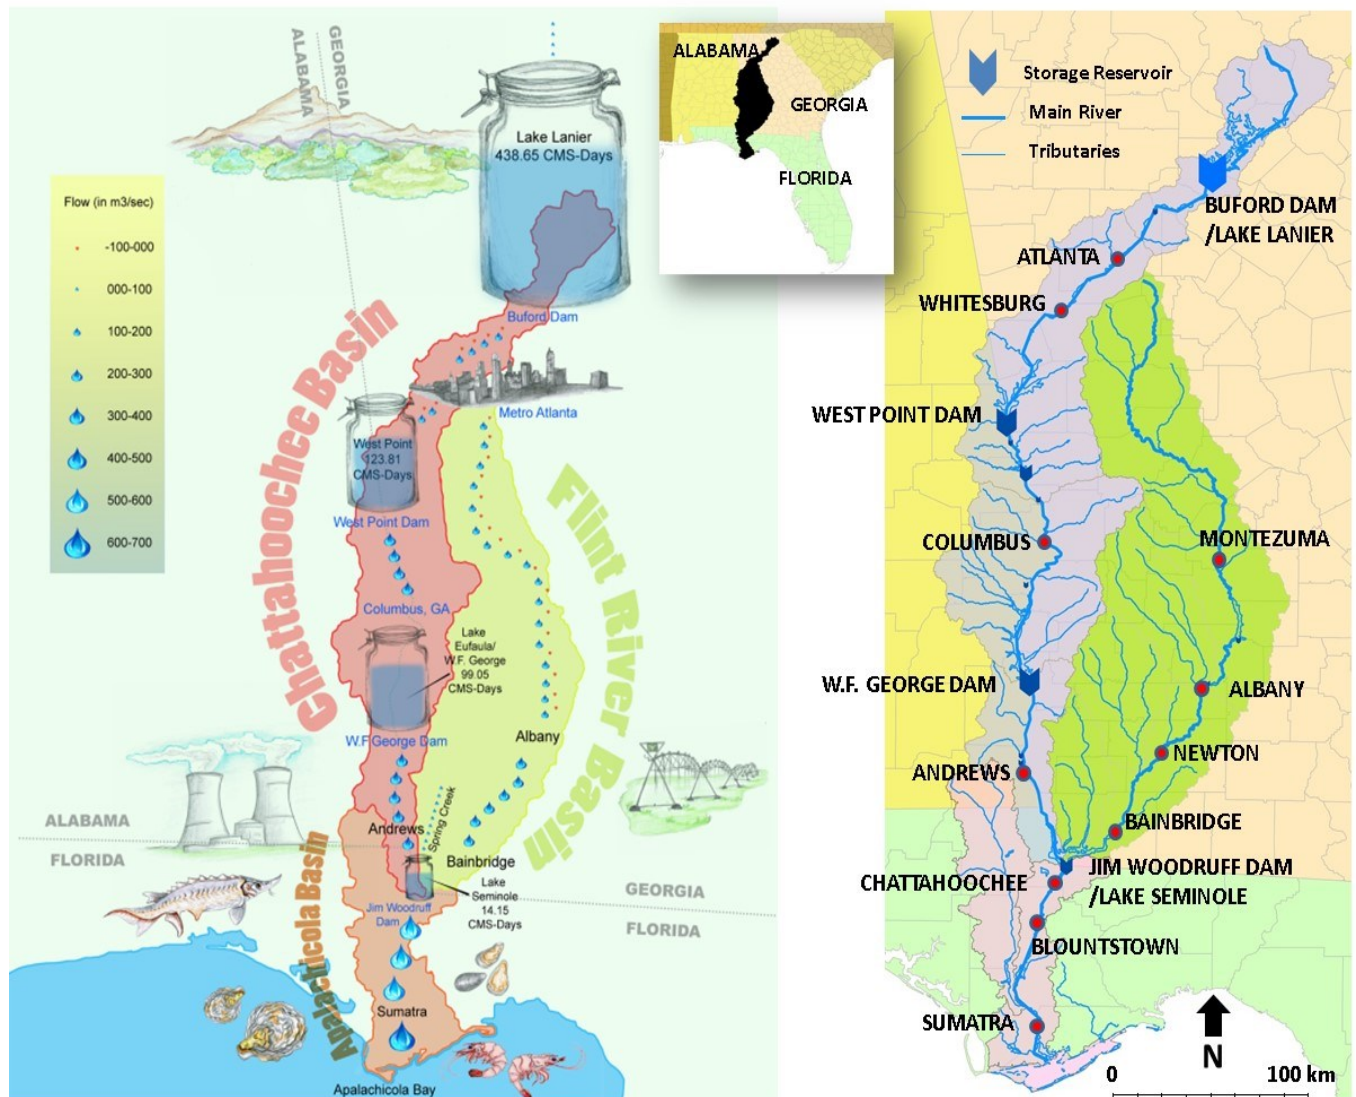 GEORGIA
ALABAMA
Lake Lanier
438.65 CMS-Days
Flow (in m3/sec)
-100-000
000-100
100-200
200-300
300-400
400-500
500-600
600-700
Buford Dam
Metro Atlanta
Chattahoochee Basin
West Point
123.81
CMS-Days
West Point Dam
Flint River Basin
Columbus, GA
Lake
Eufaula/
W.F. George
99.05
CMS-Days
W.F George Dam
Albany
Spring Creek
Andrews
Bainbridge
ALABAMA
FLORIDA
Apalachicola Basin
Lake
Seminole
14.15
CMS-Days
Jim Woodruff
Dam
GEORGIA
FLORIDA
Sumatra
Apalachicola Bay
ALABAMA
GEORGIA
FLORIDA
Storage Reservoir
Main River
Tributaries
BUFORD DAM
/LAKE LANIER
ATLANTA
WHITESBURG
WEST POINT DAM
COLUMBUS
MONTEZUMA
W.F. GEORGE DAM
ALBANY
NEWTON
ANDREWS
BAINBRIDGE
JIM WOODRUFF DAM
/LAKE SEMINOLE
CHATTAHOOCHEE
BLOUNTSTOWN
SUMATRA
N
0 100 km